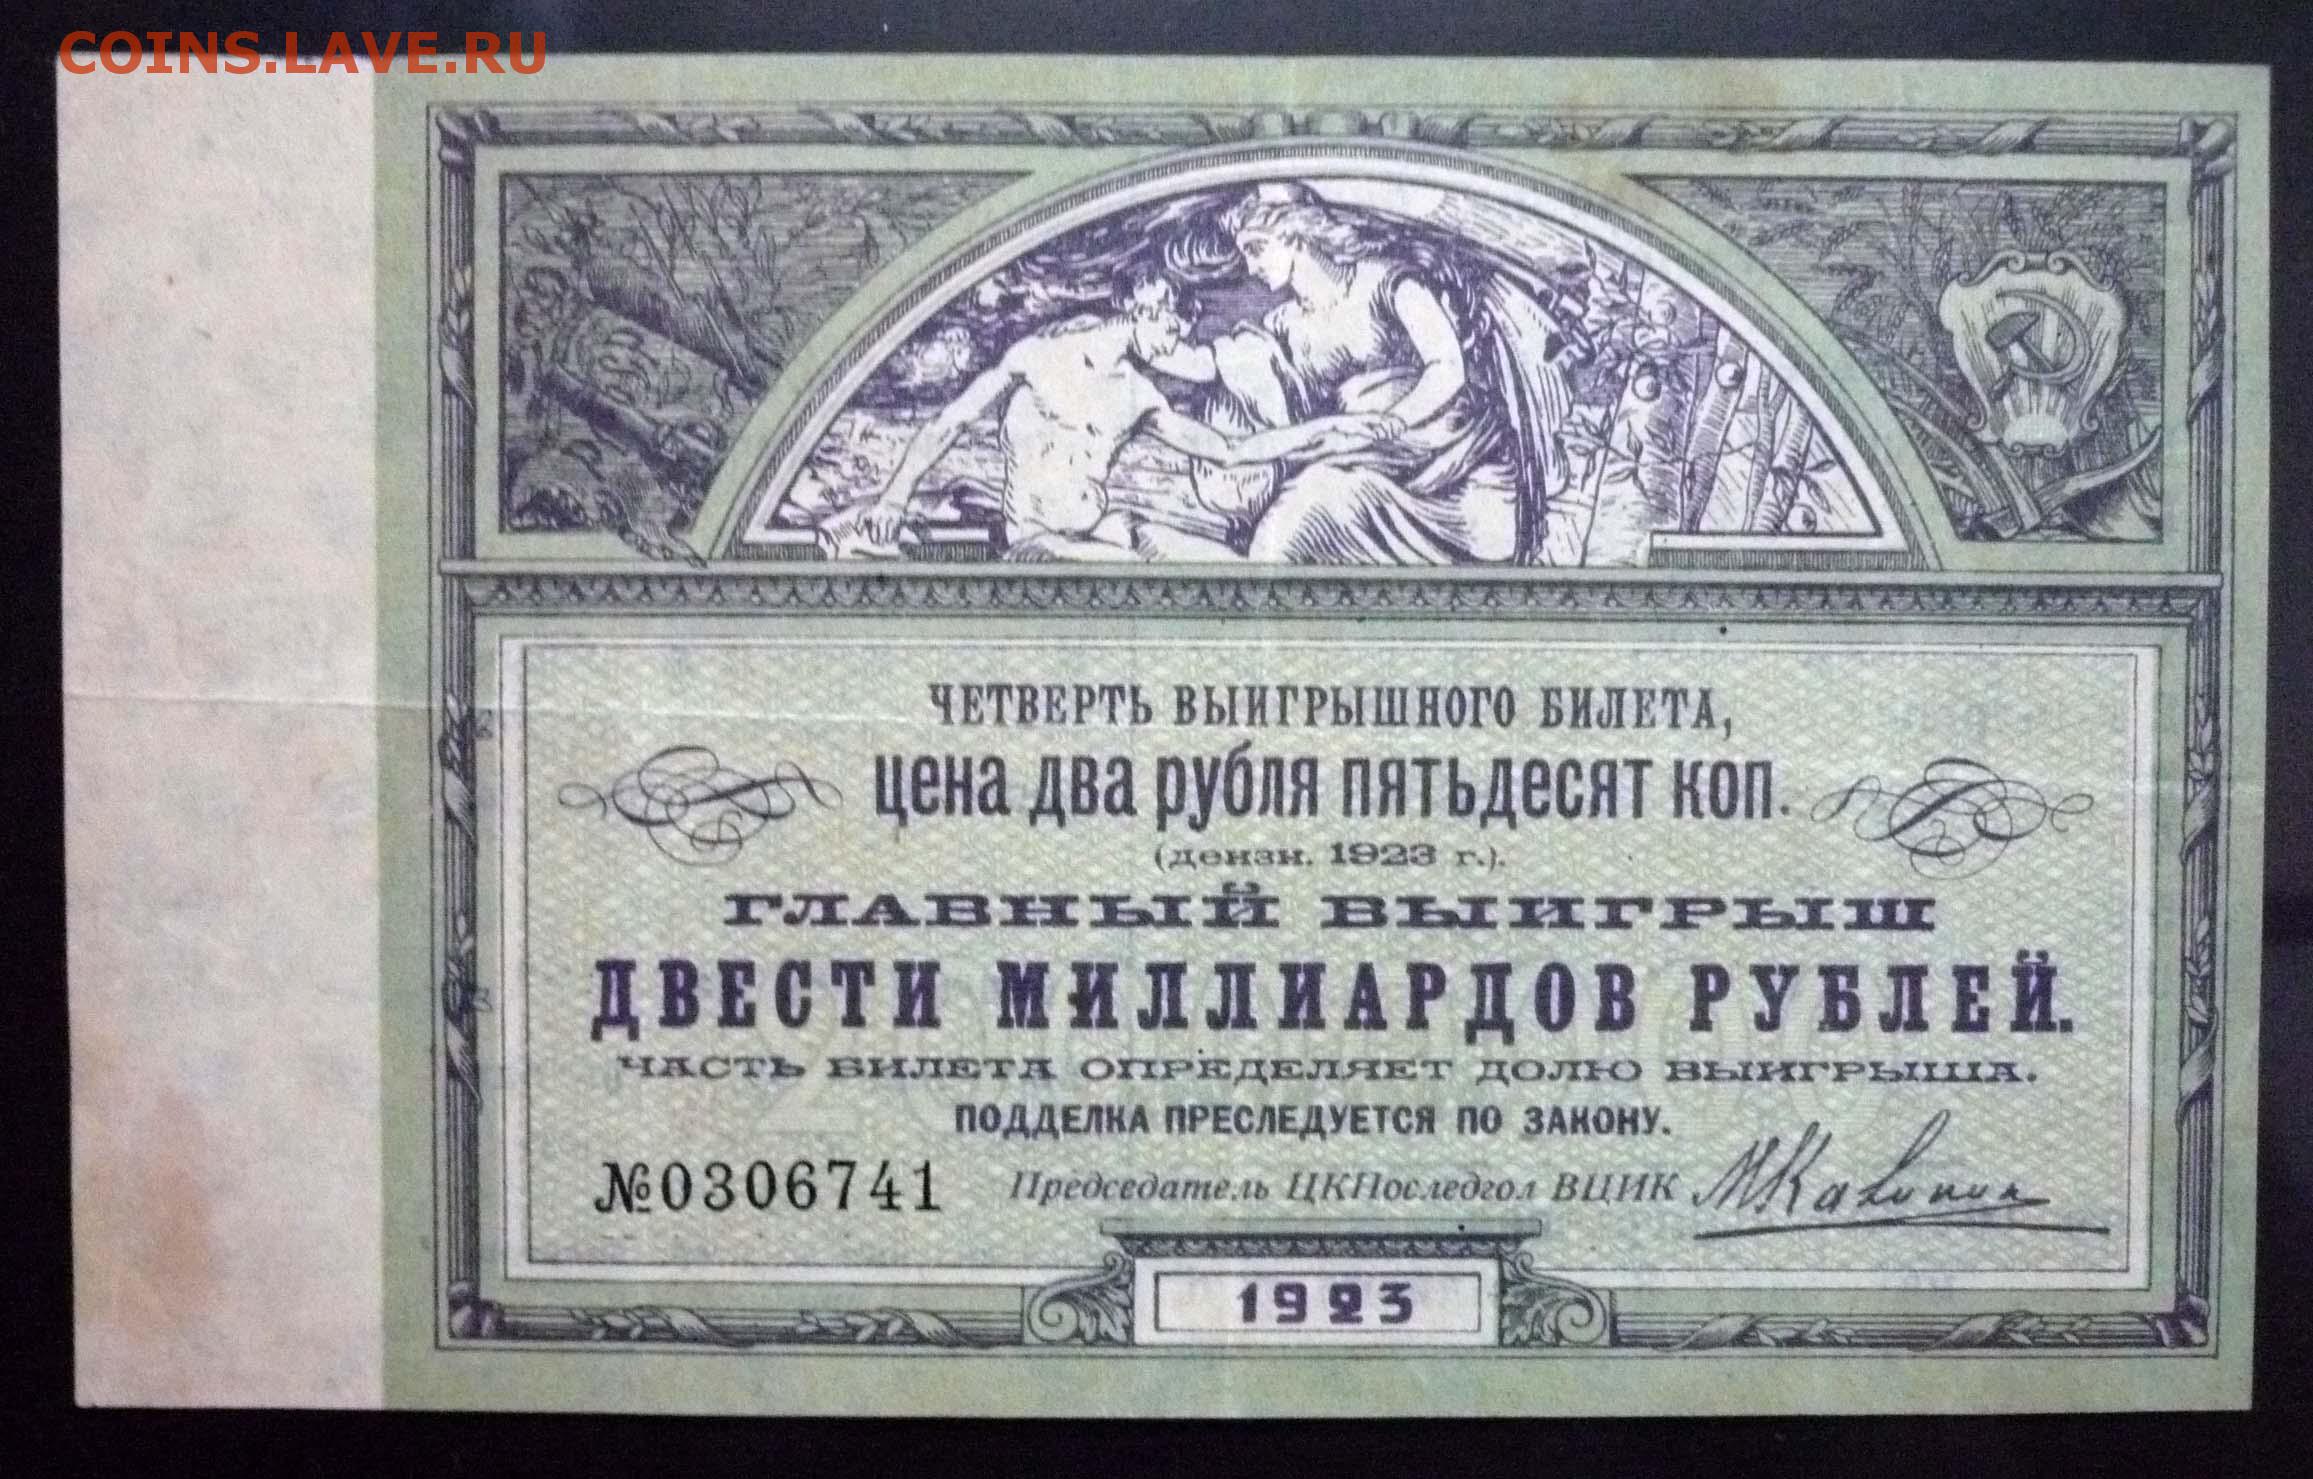 COINS.LAVE.RU
ЧЕТВЕРТЬ ВЫИГРЫШНОГО БИЛЕТА,
цена два рубля пятьдесят коп.
(дензн. 1923 г.).
ГЛАВНЫЙ ВЫИГРЫШ
ДВЕСТИ МИЛЛИАРДОВ РУБЛЕЙ.
ЧАСТЬ БИЛЕТА ОПРЕДЕЛЯЕТ ДОЛЮ ВЫИГРЫША.
ПОДДЕЛКА ПРЕСЛЕДУЕТСЯ ПО ЗАКОНУ.
№0306741 Председатель ЦКПоследгол ВЦИК МКалинин
1923